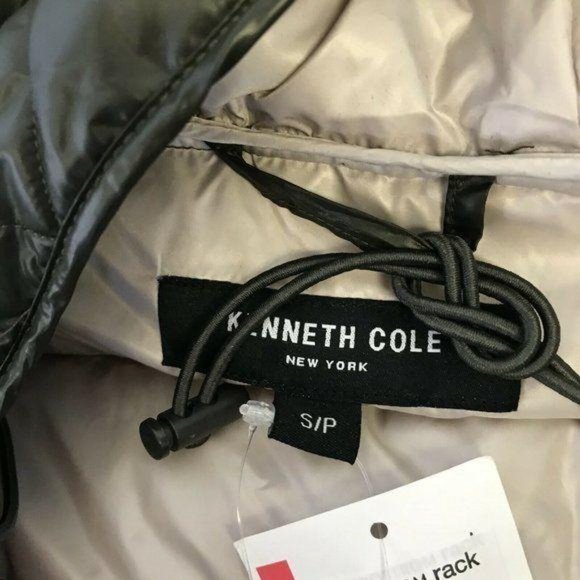 KENNETH COLE
NEW YORK
S/P
rack